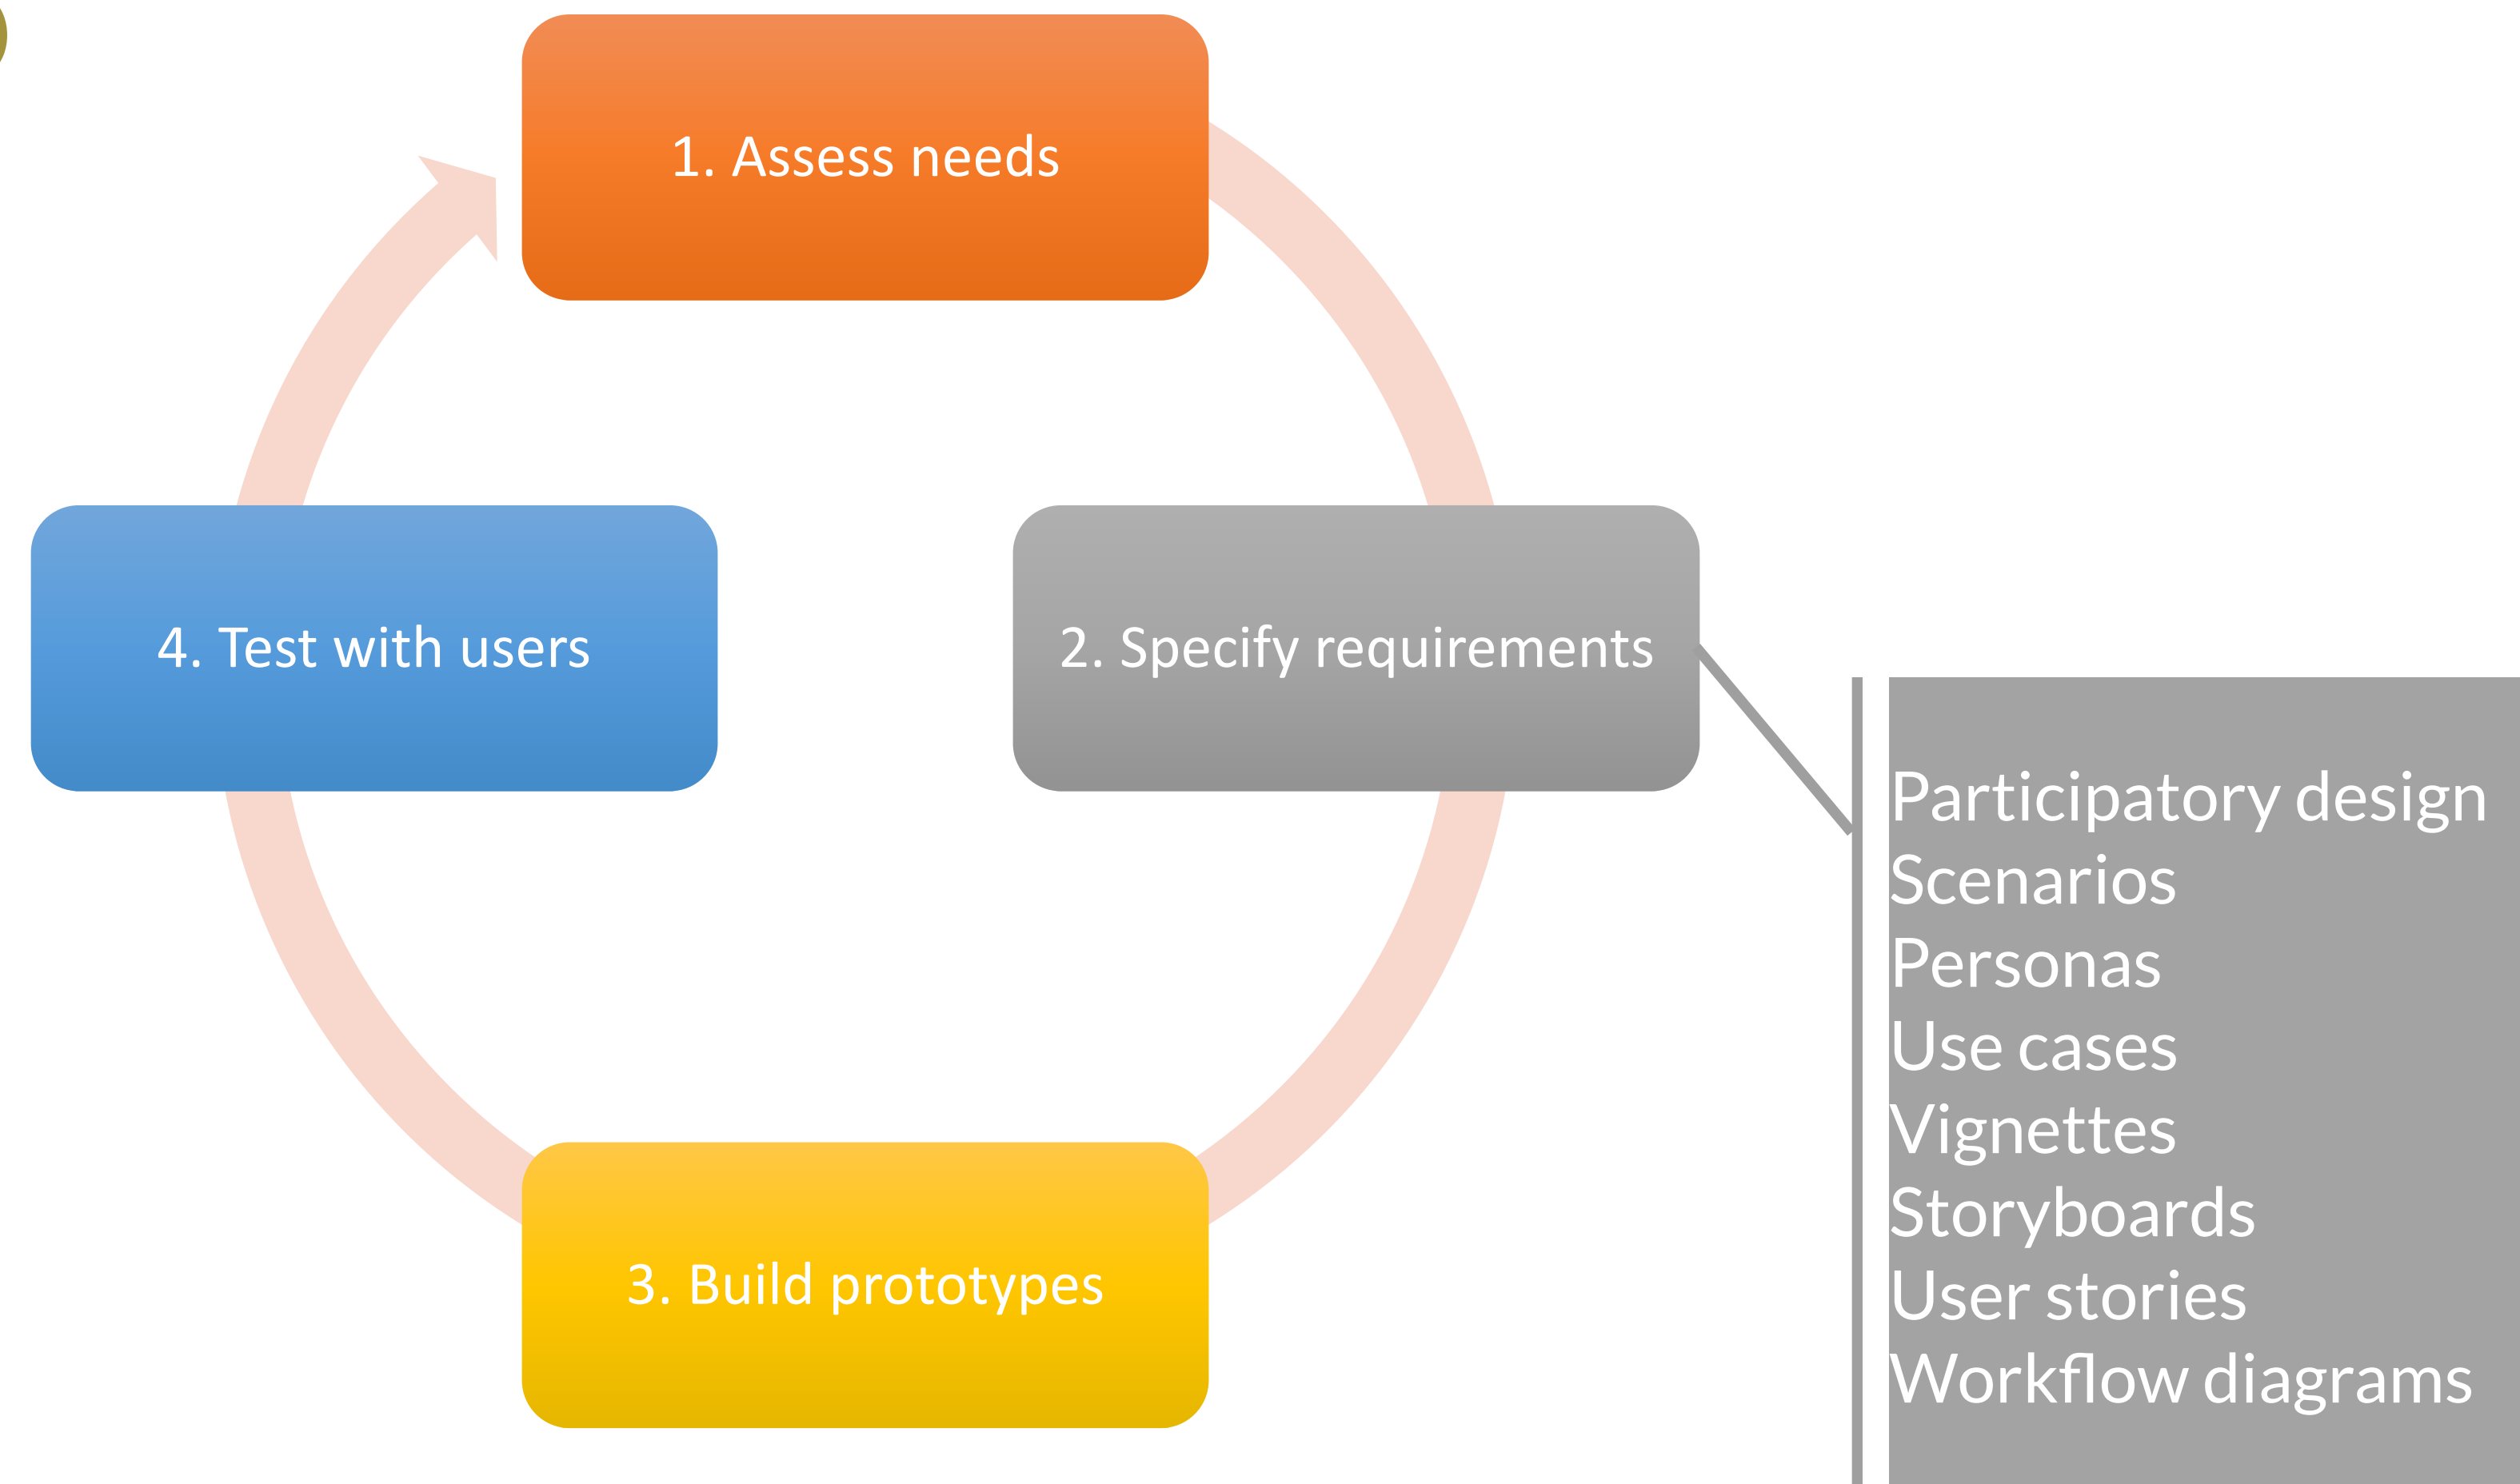 1. Assess needs
4. Test with users
2. Specify requirements
3. Build prototypes
Participatory design
Scenarios
Personas
Use cases
Vignettes
Storyboards
User stories
Workflow diagrams